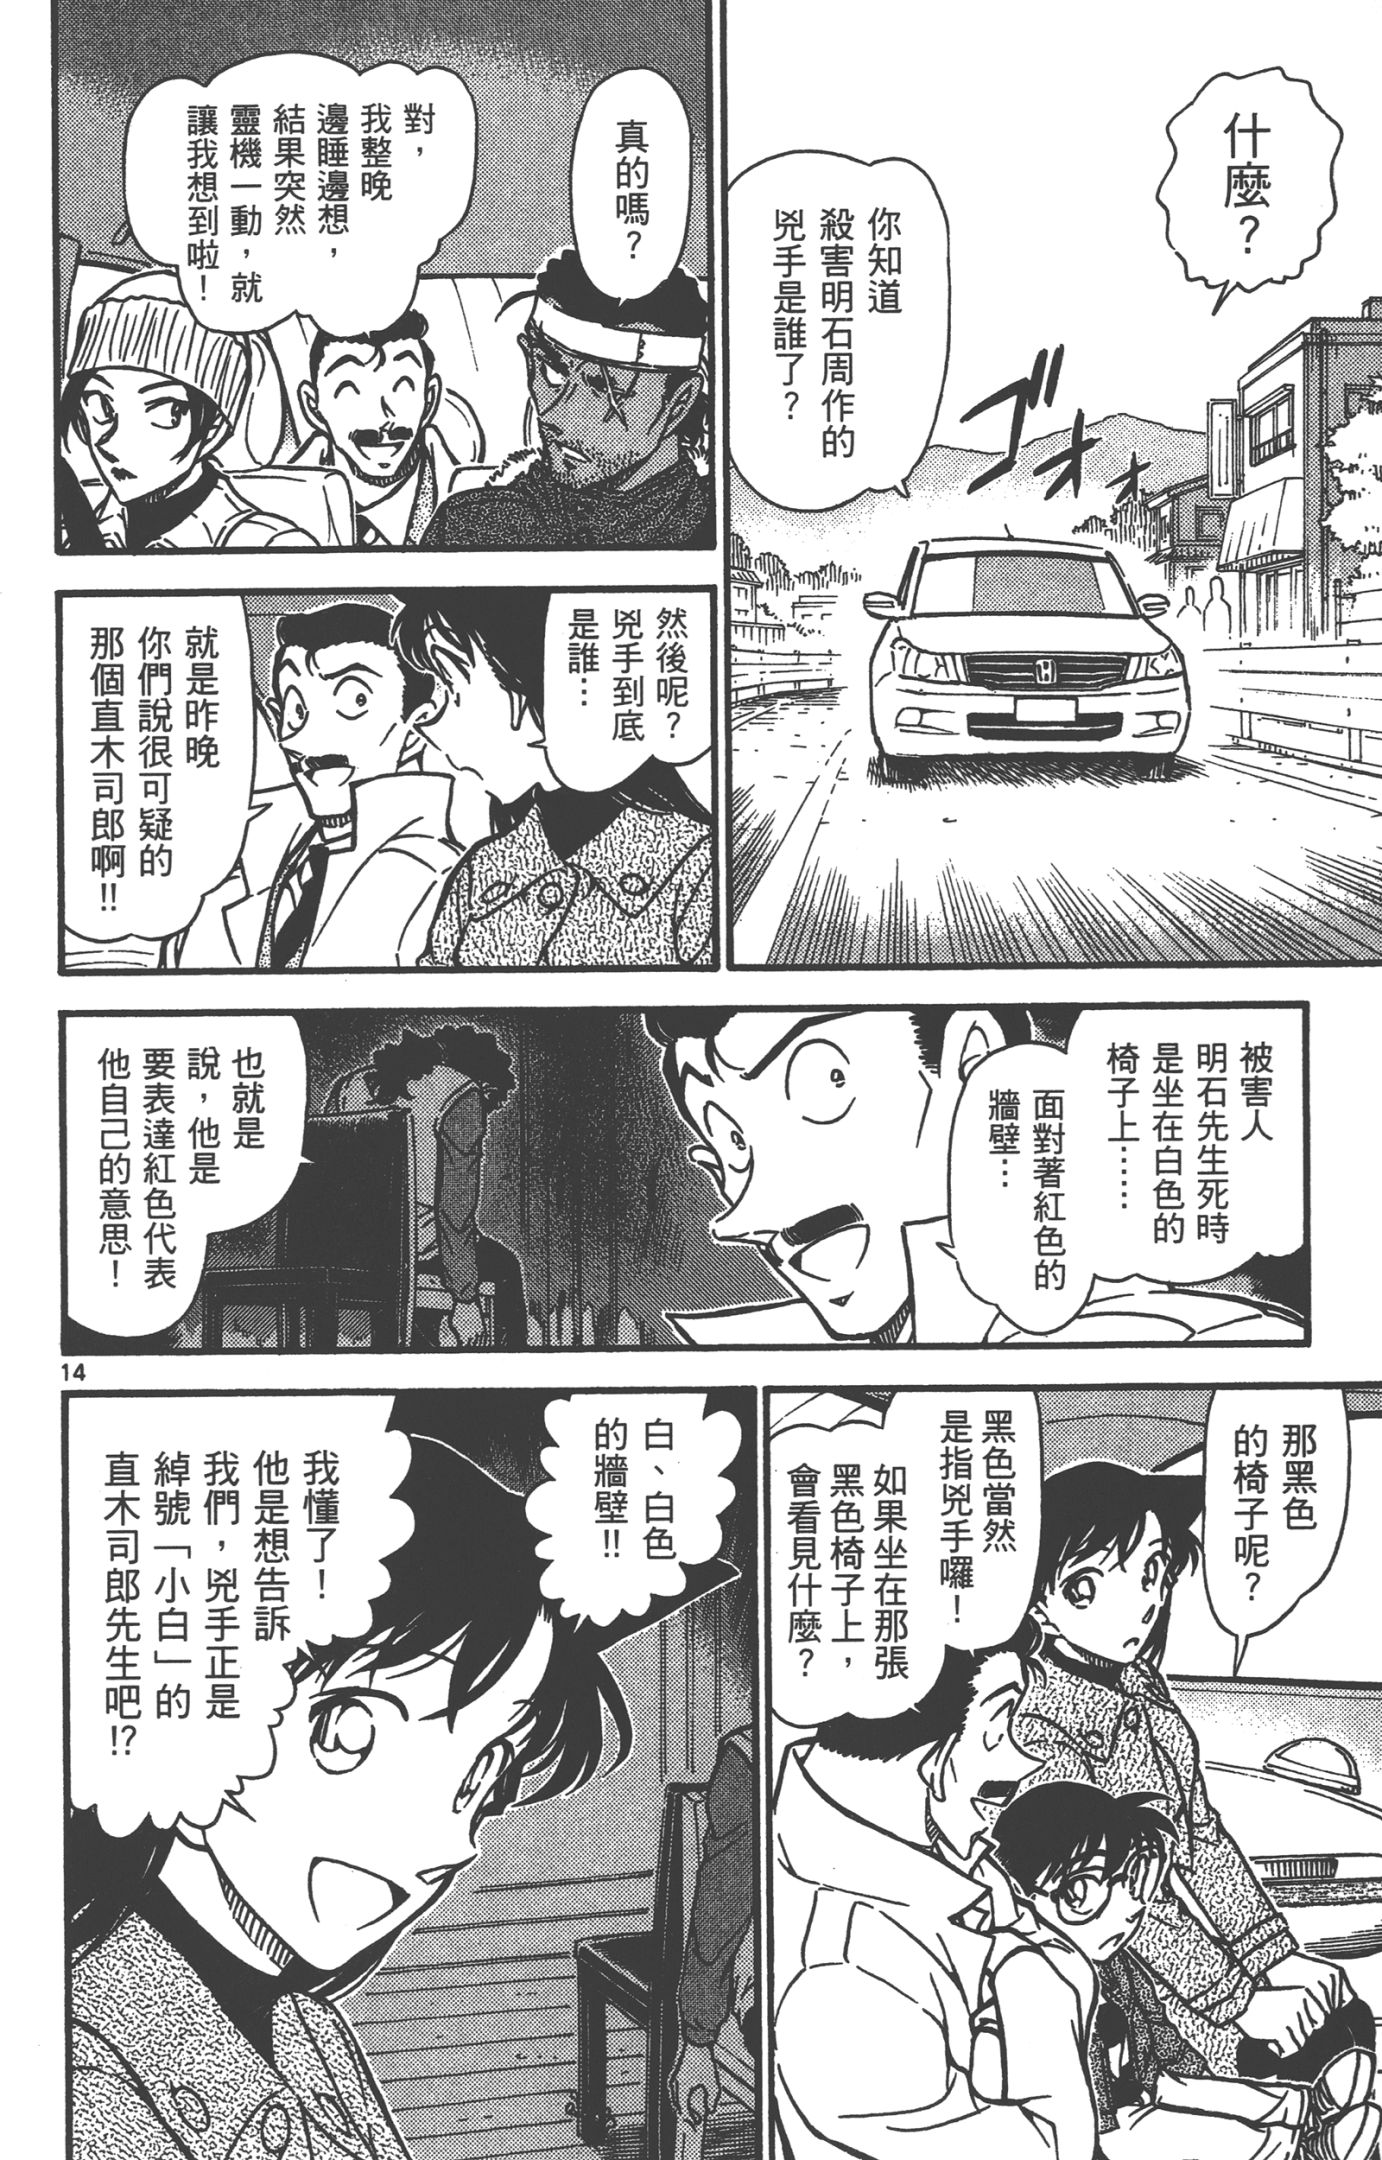 什麼？
你知道
殺害明石周作的
兇手是誰了？
ゴオォ
真的嗎？
對，
我整晚
邊睡邊想，
結果突然
靈機一動，就
讓我想到啦！
然後呢？
兇手到底
是誰…
就是昨晚
你們說很可疑的
那個直木司郎啊!!
被害人
明石先生死時
是坐在白色的
椅子上……
面對著紅色的
牆壁…
也就是
說，他是
要表達紅色代表
他自己的意思！
14
那黑色
的椅子呢？
黑色當然
是指兇手囉！
如果坐在那張
黑色椅子上，
會看見什麼？
白、白色
的牆壁!!
我懂了！
他是想告訴
我們，兇手正是
綽號「小白」的
直木司郎先生吧!?